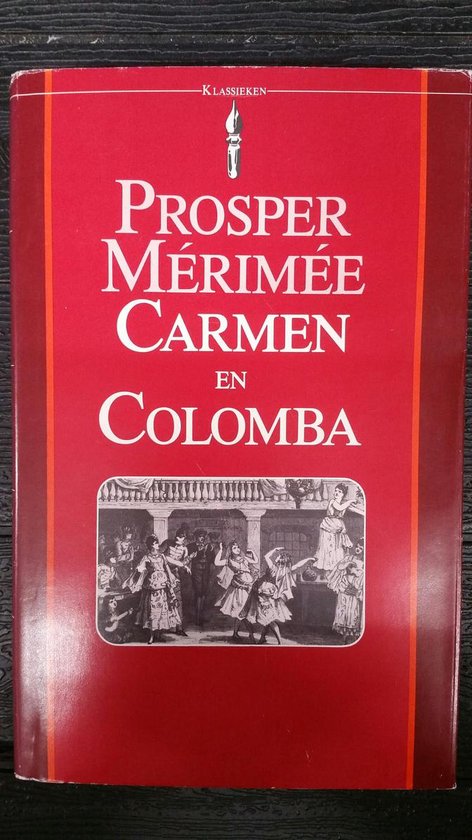 KLASSIEKEN
PROSPER
MÉRIMÉE
CARMEN
EN
COLOMBA